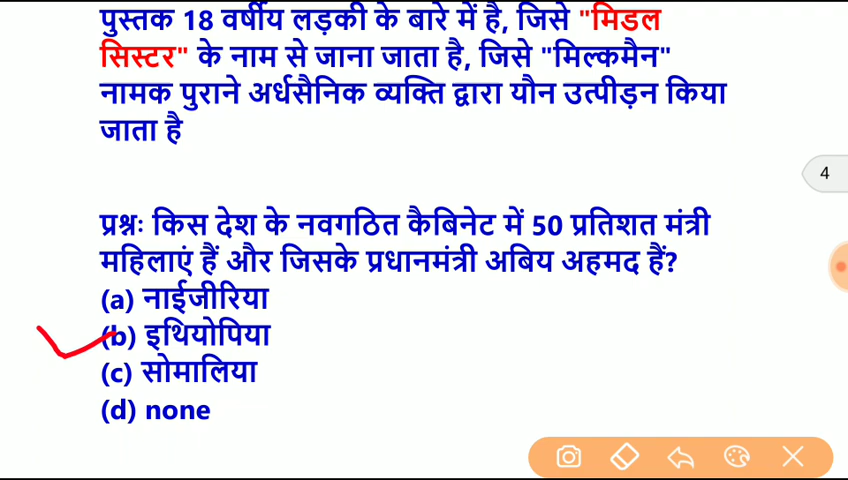 पुस्तक 18 वर्षीय लड़की के बारे में है, जिसे "मिडल
सिस्टर" के नाम से जाना जाता है, जिसे "मिल्कमैन"
नामक पुराने अर्धसैनिक व्यक्ति द्वारा यौन उत्पीड़न किया
जाता है
4
प्रश्नः किस देश के नवगठित कैबिनेट में 50 प्रतिशत मंत्री
महिलाएं हैं और जिसके प्रधानमंत्री अबिय अहमद हैं?
(a) नाईजीरिया
(b) इथियोपिया
(c) सोमालिया
(d) none